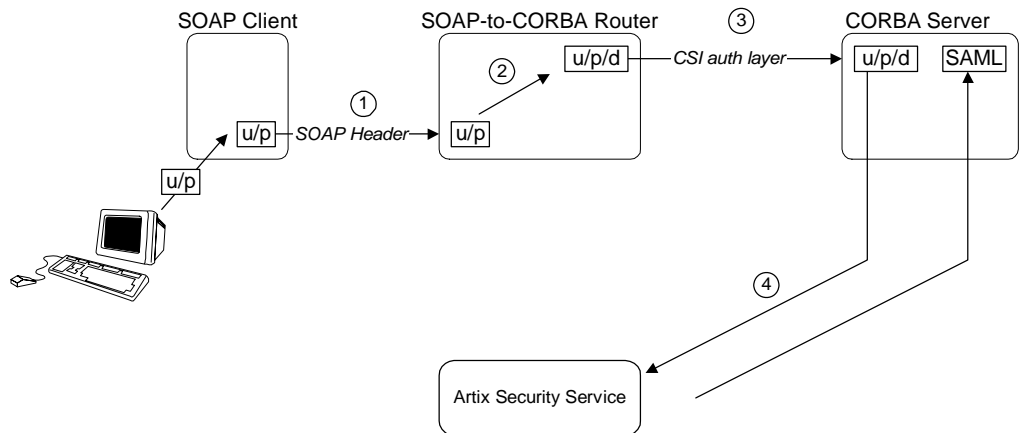 SOAP Client
SOAP-to-CORBA Router
3
CORBA Server
u/p/d
CSI auth layer
u/p/d
SAML
2
1
u/p
SOAP Header
u/p
u/p
4
Artix Security Service